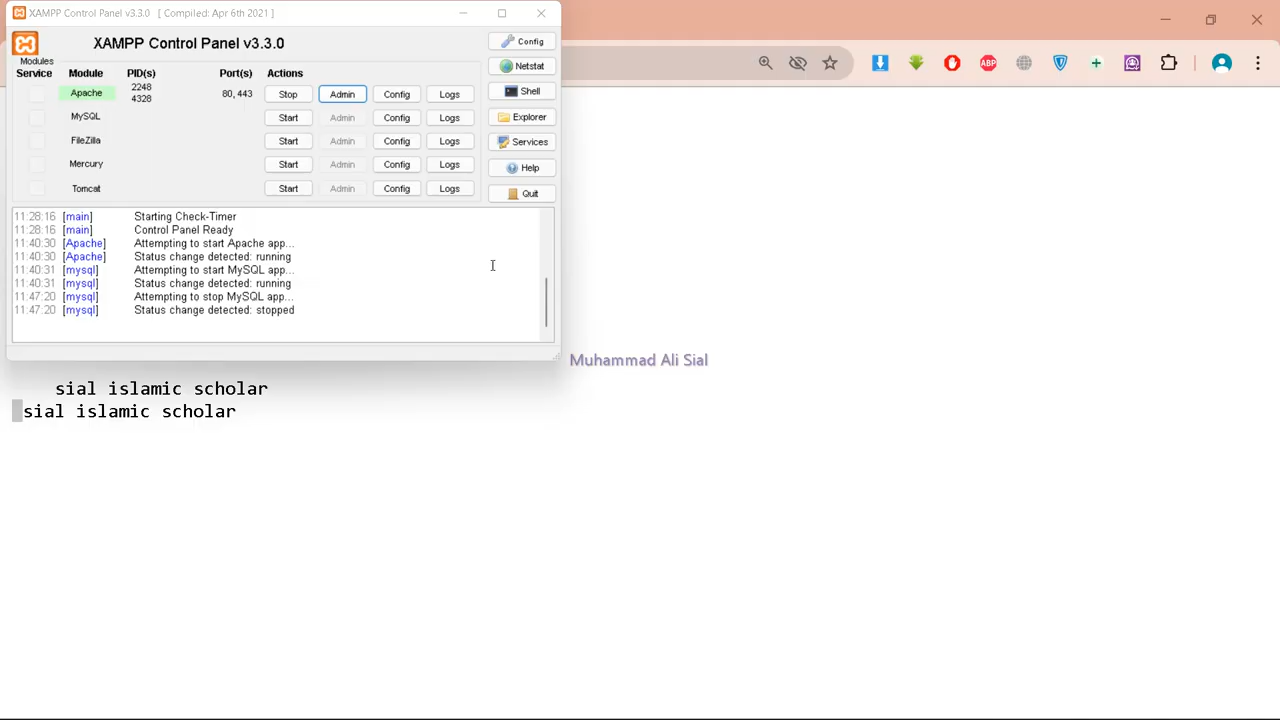 XAMPP Control Panel v3.3.0 [ Compiled: Apr 6th 2021 ]
XAMPP Control Panel v3.3.0
Config
Modules
Service Module PID(s) Port(s) Actions
Netstat
Apache 2248 4328 80, 443 Stop Admin Config Logs
Shell
MySQL Start Admin Config Logs
Explorer
FileZilla Start Admin Config Logs
Services
Mercury Start Admin Config Logs
Help
Tomcat Start Admin Config Logs
Quit
11:28:16 [main] Starting Check-Timer
11:28:16 [main] Control Panel Ready
11:40:30 [Apache] Attempting to start Apache app...
11:40:30 [Apache] Status change detected: running
11:40:31 [mysql] Attempting to start MySQL app...
11:40:31 [mysql] Status change detected: running
11:47:20 [mysql] Attempting to stop MySQL app...
11:47:20 [mysql] Status change detected: stopped
ABP
Muhammad Ali Sial
sial islamic scholar
sial islamic scholar